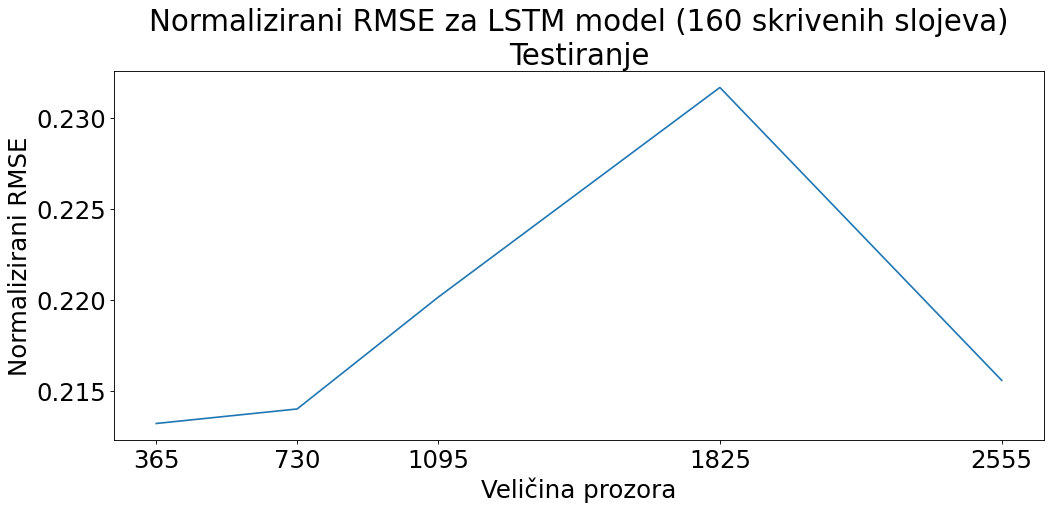 Normalizirani RMSE za LSTM model (160 skrivenih slojeva)
Testiranje
Normalizirani RMSE
0.230
0.225
0.220
0.215
365 730 1095 1825 2555
Veličina prozora